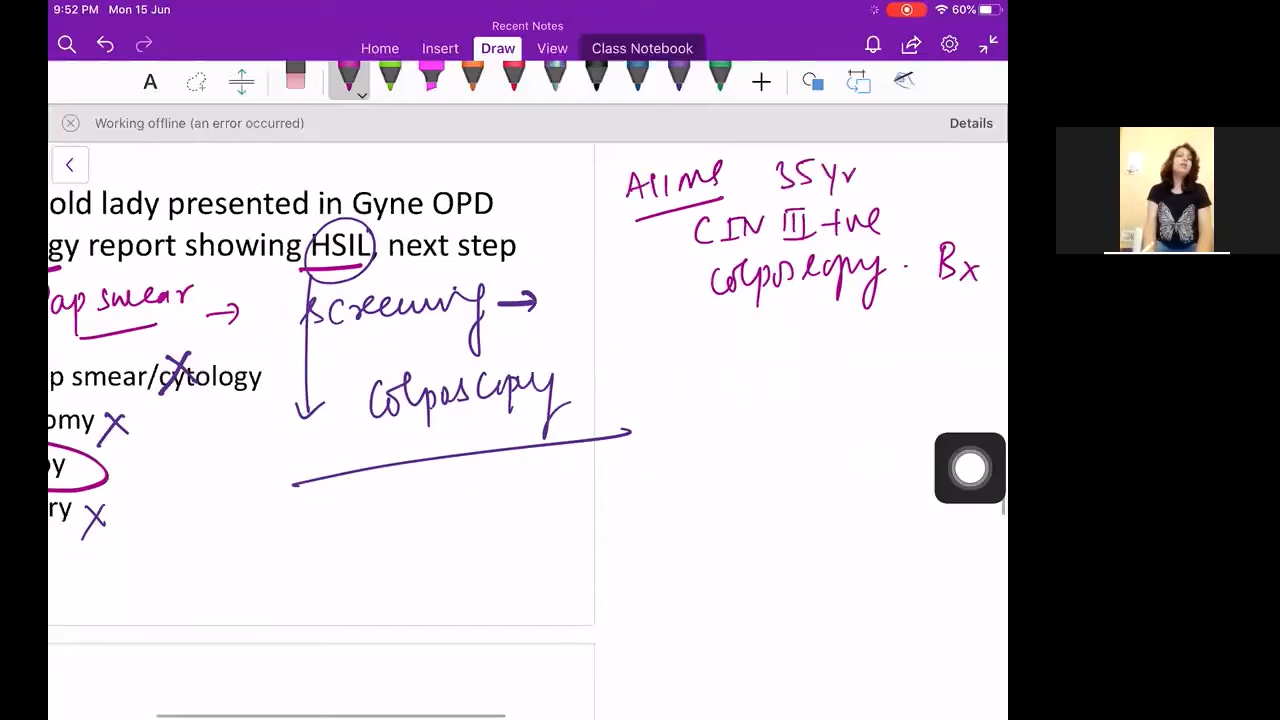 9:52 PM Mon 15 Jun
60%
Recent Notes
Home Insert Draw View Class Notebook
A
Working offline (an error occurred)
Details
old lady presented in Gyne OPD
gy report showing HSIL, next step
ap smear → screening →
p smear/cytology
colposcopy
omy X
py
ry X
AIIMS 35 yr
CIN III +ve
colposcopy. Bx